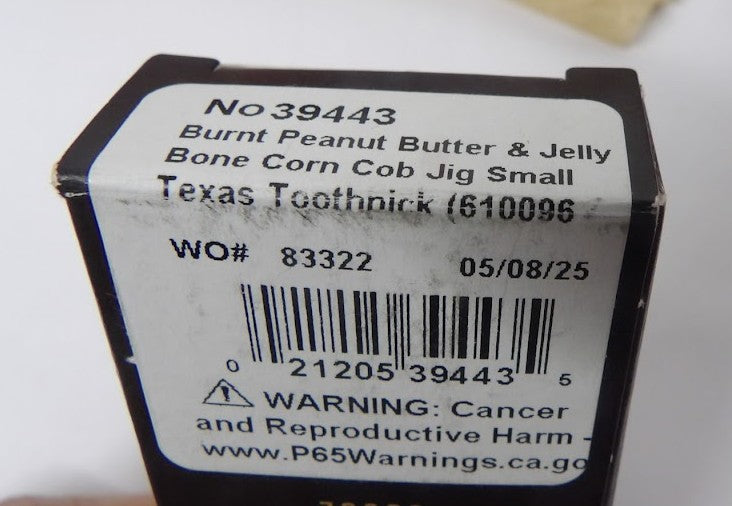 No 39443
Burnt Peanut Butter & Jelly
Bone Corn Cob Jig Small
Texas Toothpick (610096
WO# 83322 05/08/25
0 21205 39443 5
⚠ WARNING: Cancer
and Reproductive Harm -
www.P65Warnings.ca.go